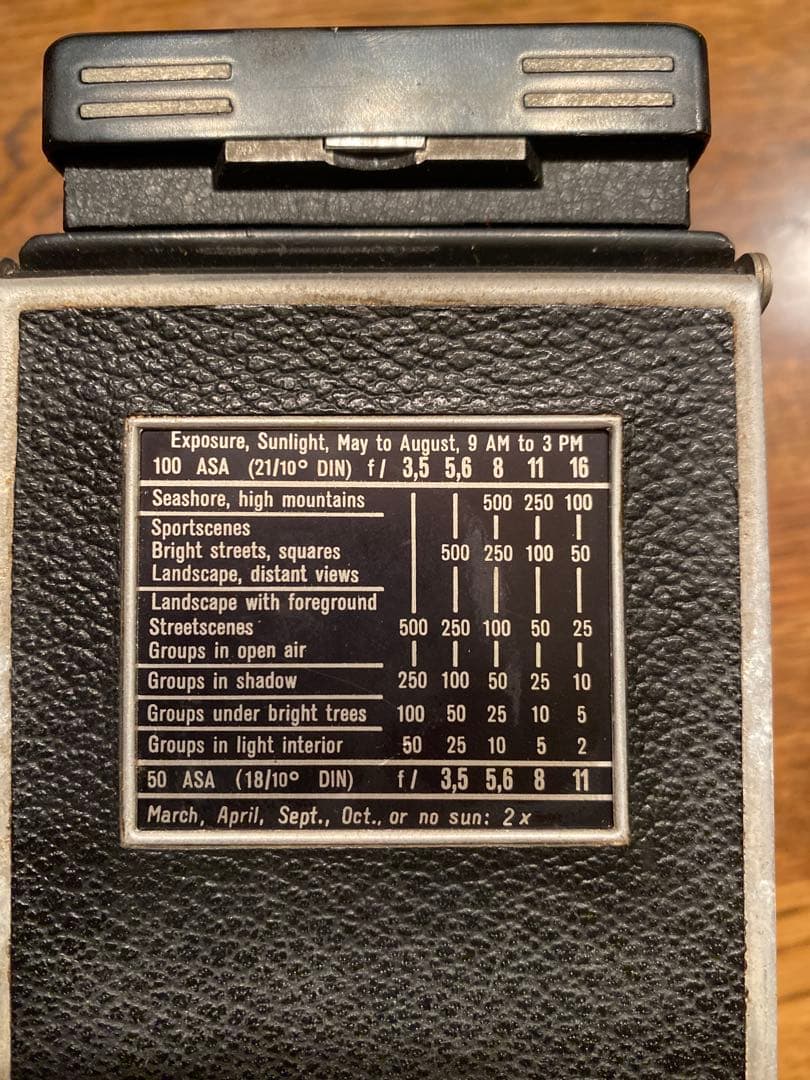 Exposure, Sunlight, May to August, 9 AM to 3 PM
100 ASA (21/10° DIN) f/ 3,5 5,6 8 11 16
Seashore, high mountains 500 250 100
Sportscenes
Bright streets, squares 500 250 100 50
Landscape, distant views
Landscape with foreground
Streetscenes 500 250 100 50 25
Groups in open air
Groups in shadow 250 100 50 25 10
Groups under bright trees 100 50 25 10 5
Groups in light interior 50 25 10 5 2
50 ASA (18/10° DIN) f/ 3,5 5,6 8 11
March, April, Sept., Oct., or no sun: 2x